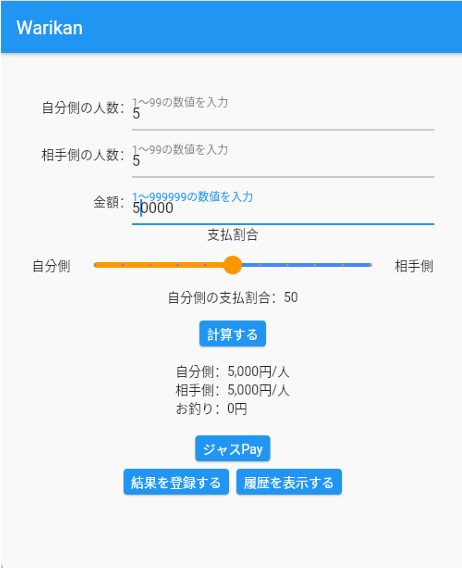 Warikan
1〜99の数値を入力
自分側の人数: 5
1〜99の数値を入力
相手側の人数: 5
1〜999999の数値を入力
金額: 50000
支払割合
自分側 相手側
自分側の支払割合: 50
計算する
自分側: 5,000円/人
相手側: 5,000円/人
お釣り: 0円
ジャスPay
結果を登録する 履歴を表示する